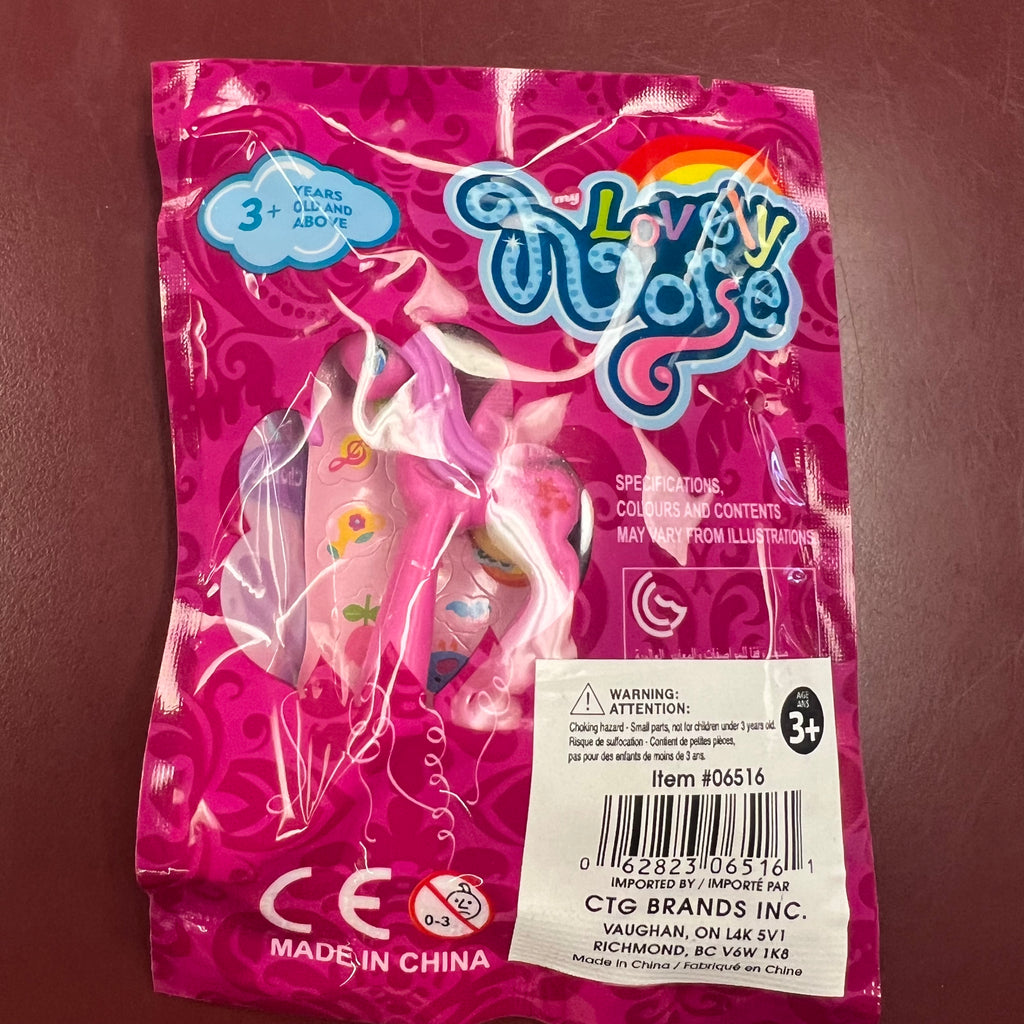 3+
YEARS
OLD AND
ABOVE
my
Lovely
Horse
SPECIFICATIONS,
COLOURS AND CONTENTS
MAY VARY FROM ILLUSTRATIONS
WARNING:
ATTENTION:
Choking hazard - Small parts, not for children under 3 years old.
Risque de suffocation - Contient de petites pièces,
pas pour des enfants de moins de 3 ans.
AGE
ANS
3+
Item #06516
0 62823 06516 1
IMPORTED BY / IMPORTÉ PAR
CTG BRANDS INC.
VAUGHAN, ON L4K 5V1
RICHMOND, BC V6W 1K8
Made in China / Fabriqué en Chine
CE
0-3
MADE IN CHINA